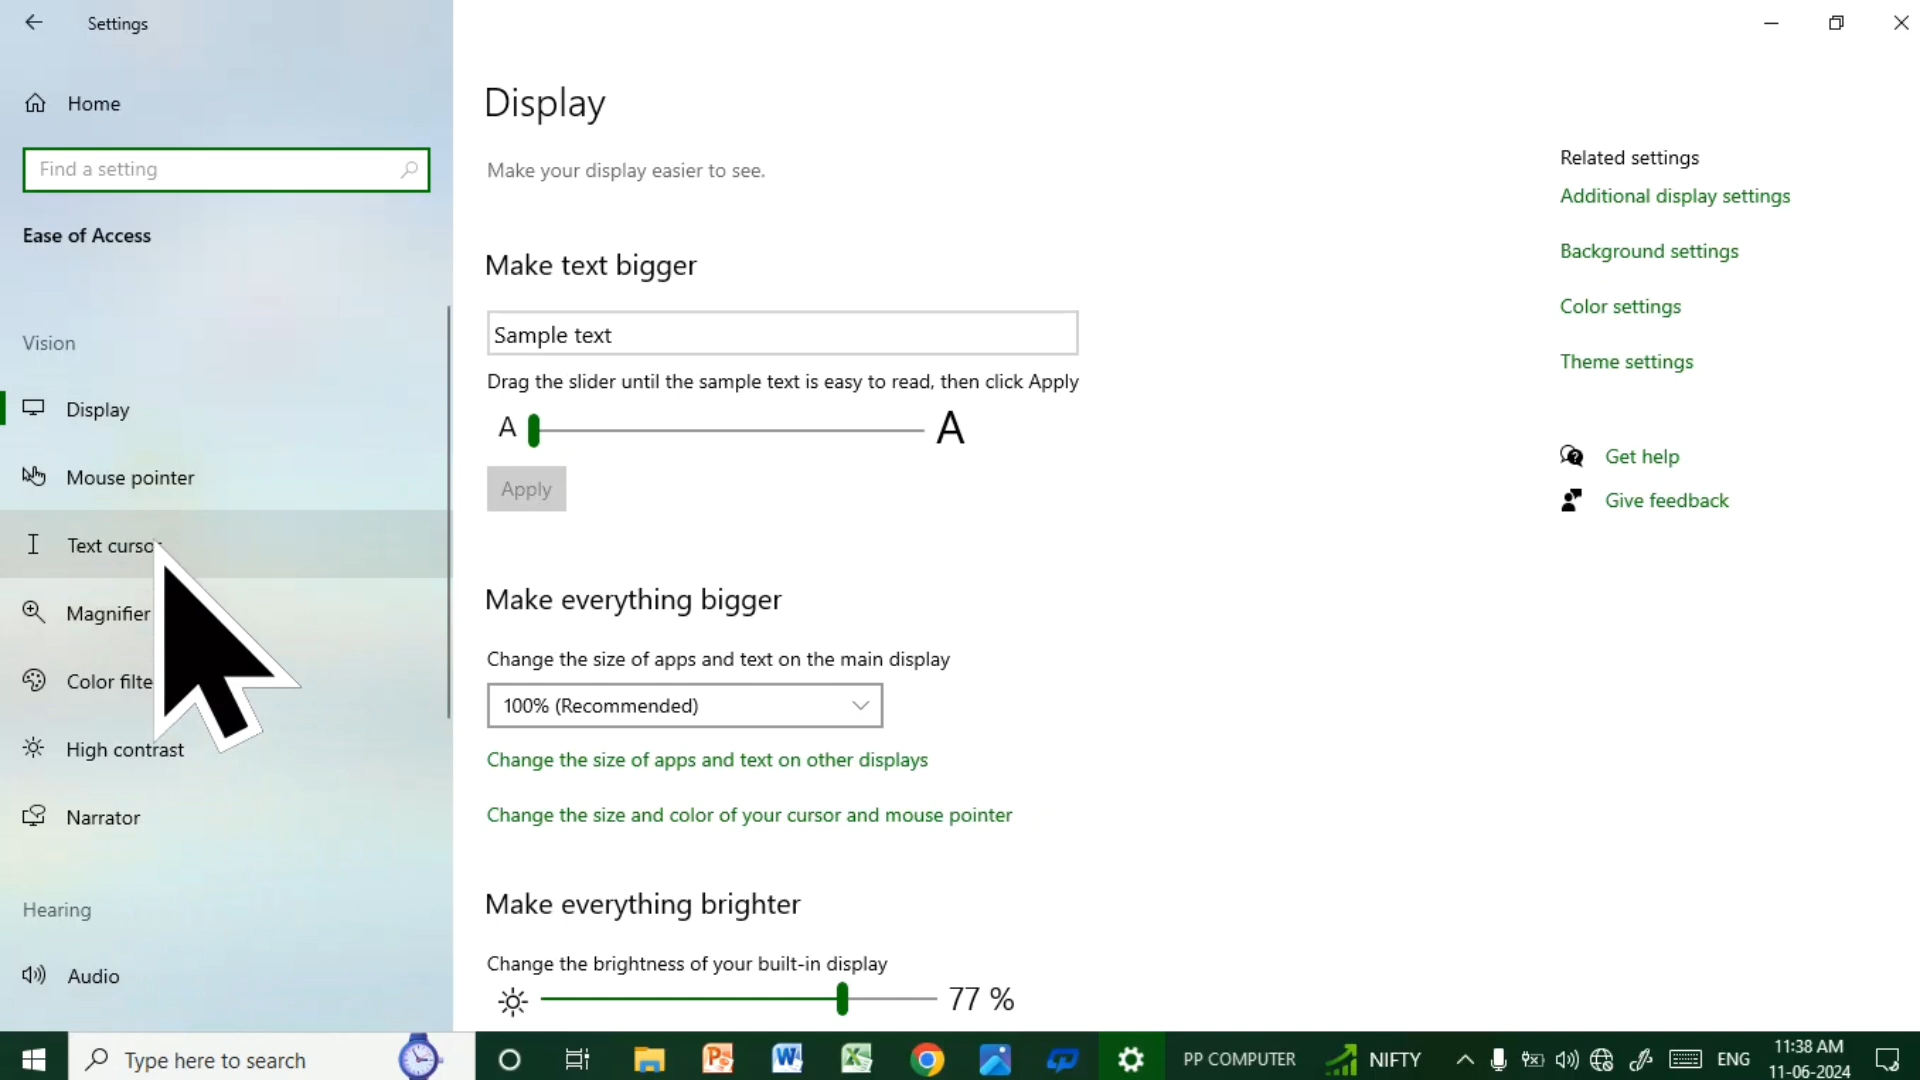 Settings
Home
Find a setting
Ease of Access
Vision
Display
Mouse pointer
Text cursor
Magnifier
Color filte
High contrast
Narrator
Hearing
Audio
Display
Make your display easier to see.
Make text bigger
Sample text
Drag the slider until the sample text is easy to read, then click Apply
A A
Apply
Make everything bigger
Change the size of apps and text on the main display
100% (Recommended)
Change the size of apps and text on other displays
Change the size and color of your cursor and mouse pointer
Make everything brighter
Change the brightness of your built-in display
77 %
Related settings
Additional display settings
Background settings
Color settings
Theme settings
Get help
Give feedback
Type here to search
PP COMPUTER
NIFTY
ENG
11:38 AM
11-06-2024